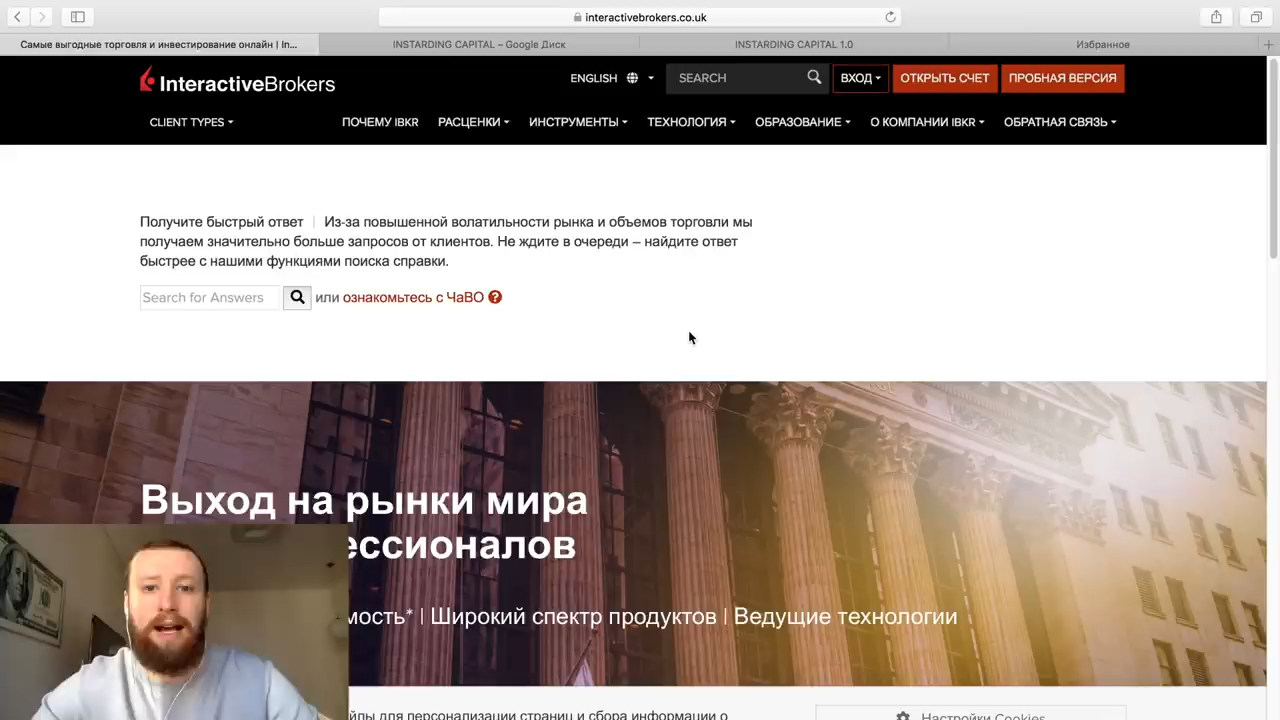 interactivebrokers.co.uk
Самые выгодные торговля и инвестирование онлайн | In...
INSTARDING CAPITAL – Google Диск
INSTARDING CAPITAL 1.0
Избранное
InteractiveBrokers
ENGLISH
SEARCH
ВХОД
ОТКРЫТЬ СЧЕТ
ПРОБНАЯ ВЕРСИЯ
CLIENT TYPES
ПОЧЕМУ IBKR
РАСЦЕНКИ
ИНСТРУМЕНТЫ
ТЕХНОЛОГИЯ
ОБРАЗОВАНИЕ
О КОМПАНИИ IBKR
ОБРАТНАЯ СВЯЗЬ
Получите быстрый ответ | Из-за повышенной волатильности рынка и объемов торговли мы
получаем значительно больше запросов от клиентов. Не ждите в очереди – найдите ответ
быстрее с нашими функциями поиска справки.
Search for Answers
или ознакомьтесь с ЧаВО ?
Выход на рынки мира
ессионалов
мость* | Широкий спектр продуктов | Ведущие технологии
йлы для персонализации страниц и сбора информации о
Настройки Cookies